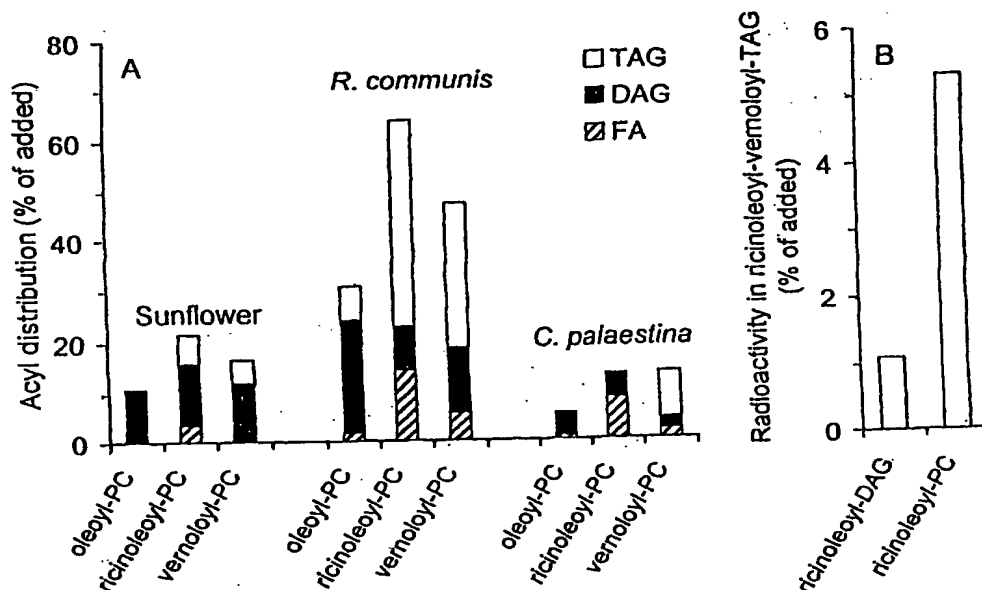 Acyl distribution (% of added)
80
60
40
20
0
A
R. communis
TAG
DAG
FA
Sunflower
C. palaestina
oleoyl-PC
ricinoleoyl-PC
vernoloyl-PC
oleoyl-PC
ricinoleoyl-PC
vernoloyl-PC
oleoyl-PC
ricinoleoyl-PC
vernoloyl-PC
Radioactivity in ricinoleoyl-vernoloyl-TAG
(% of added)
6
4
2
0
B
ricinoleoyl-DAG
ricinoleoyl-PC